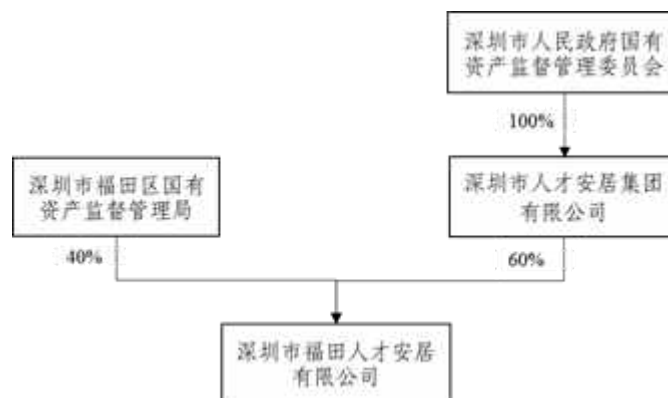 深圳市人民政府国有
资产监督管理委员会
100%
深圳市福田区国有
资产监督管理局
深圳市人才安居集团
有限公司
40%
60%
深圳市福田人才安居
有限公司